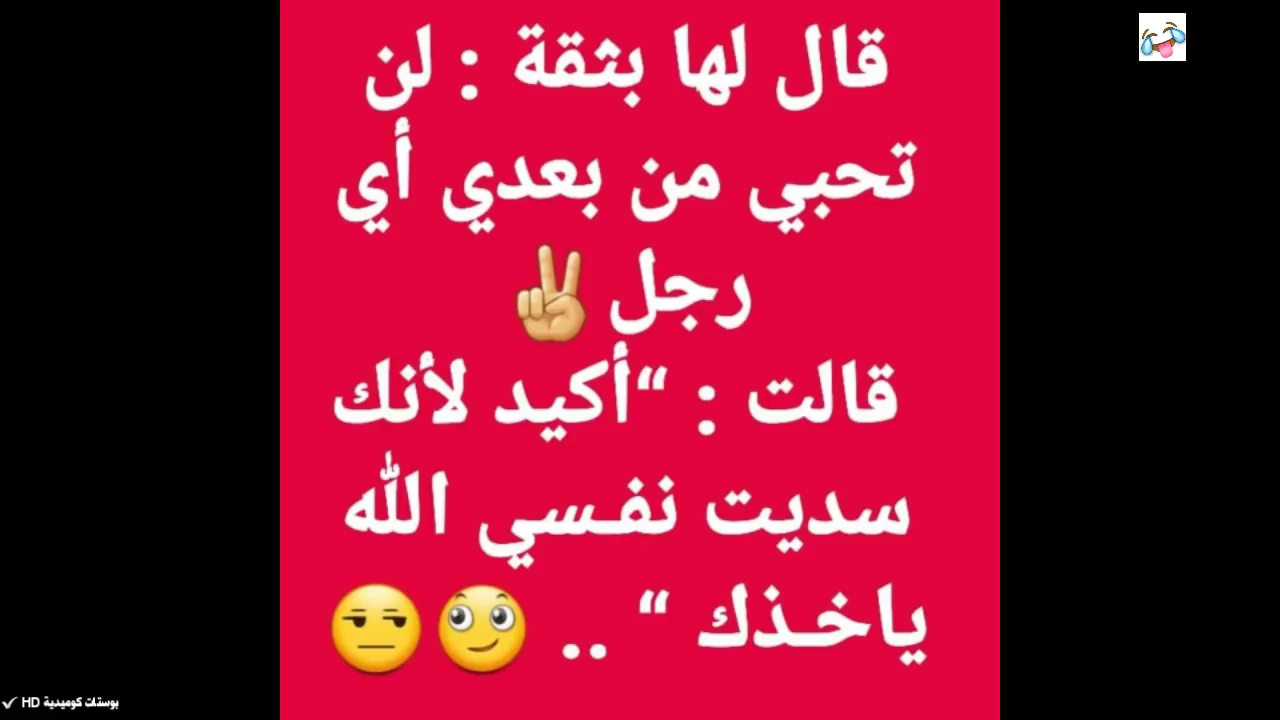 قال لها بثقة : لن
تحبي من بعدي أي
رجل ✌
قالت : “أكيد لأنك
سديت نفسي الله
ياخذك “ .. 🙄😒
بوستات كوميدية HD ✓